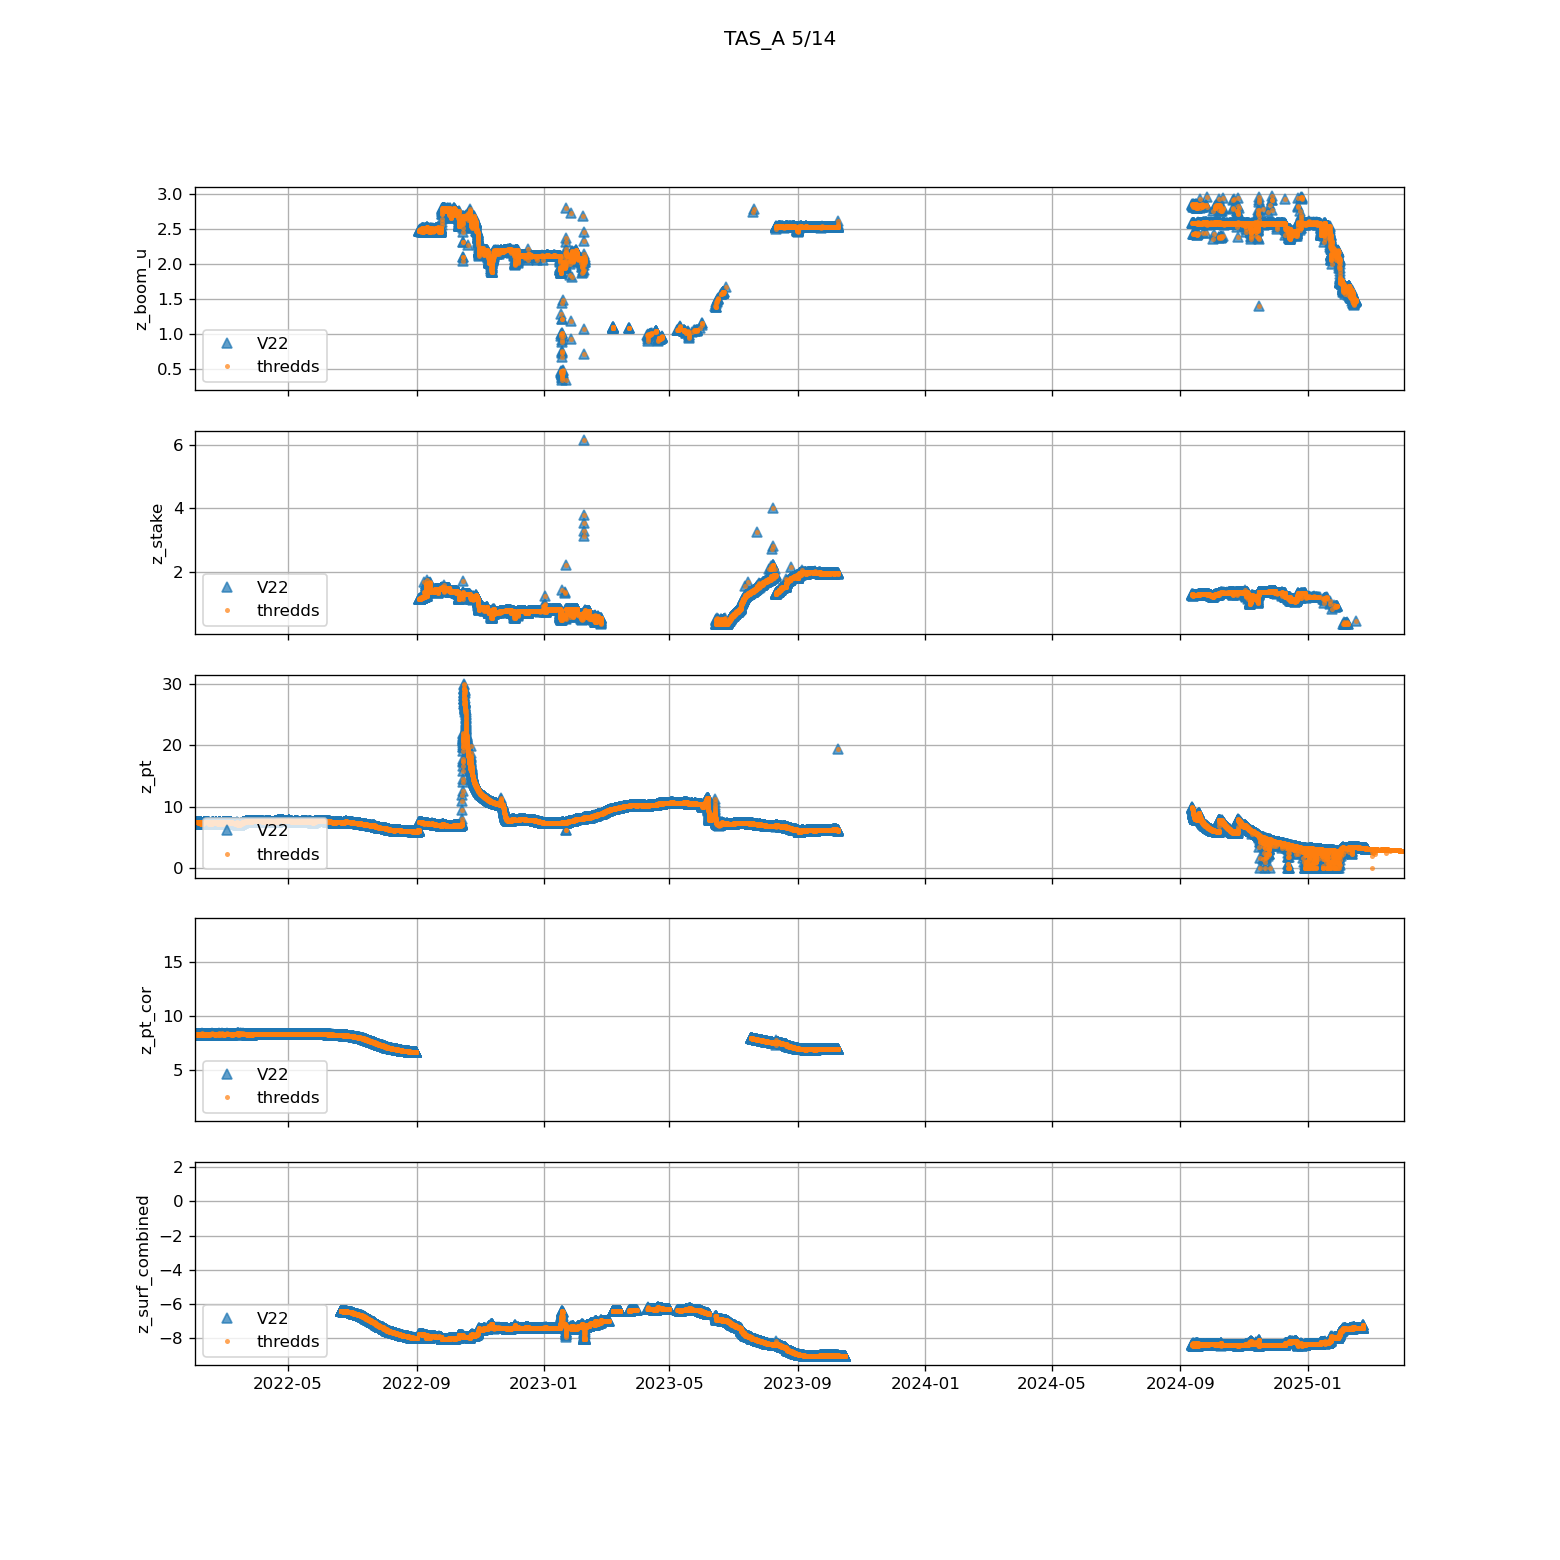 TAS_A 5/14
3.0
2.5
2.0
1.5
1.0
0.5
z_boom_u
V22
thredds
6
4
2
z_stake
V22
thredds
30
20
10
0
z_pt
V22
thredds
15
10
5
z_pt_cor
V22
thredds
2
0
−2
−4
−6
−8
z_surf_combined
V22
thredds
2022-05 2022-09 2023-01 2023-05 2023-09 2024-01 2024-05 2024-09 2025-01